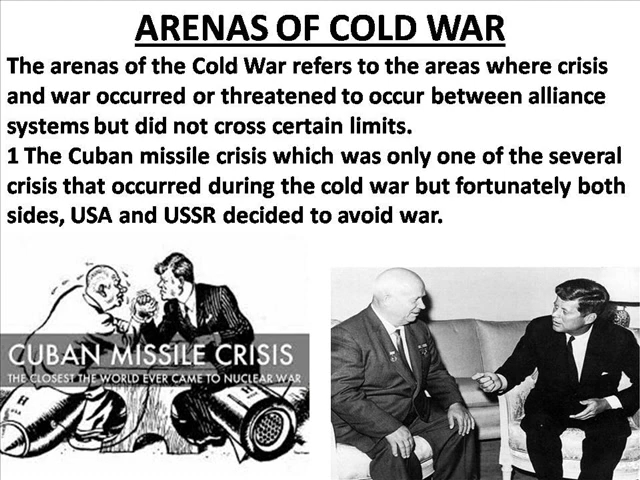 ARENAS OF COLD WAR
The arenas of the Cold War refers to the areas where crisis
and war occurred or threatened to occur between alliance
systems but did not cross certain limits.
1 The Cuban missile crisis which was only one of the several
crisis that occurred during the cold war but fortunately both
sides, USA and USSR decided to avoid war.
CUBAN MISSILE CRISIS
THE CLOSEST THE WORLD EVER CAME TO NUCLEAR WAR
H
H